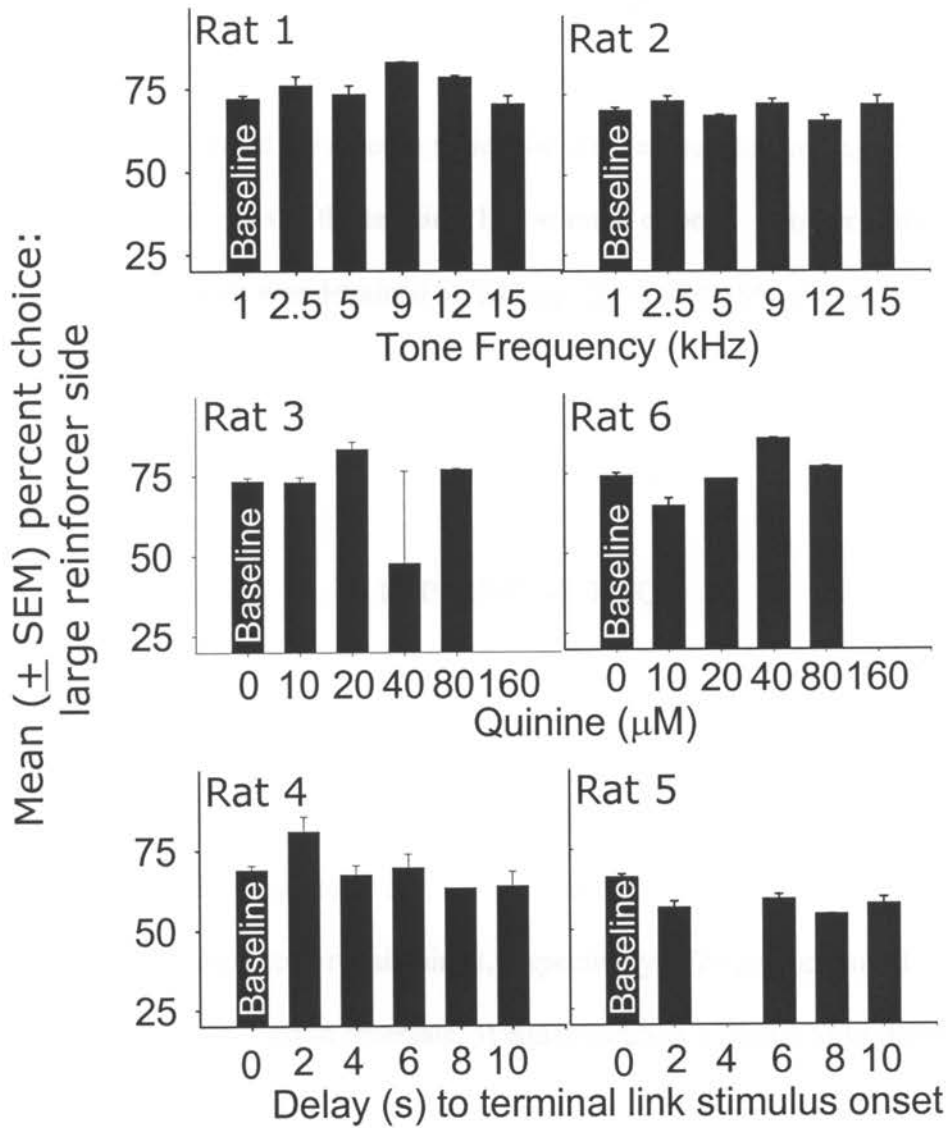 Mean (± SEM) percent choice:
large reinforcer side
Rat 1
Rat 2
75
50
25
Baseline
Baseline
1 2.5 5 9 12 15
1 2.5 5 9 12 15
Tone Frequency (kHz)
Rat 3
Rat 6
75
50
25
Baseline
Baseline
0 10 20 40 80 160
0 10 20 40 80 160
Quinine (μM)
Rat 4
Rat 5
75
50
25
Baseline
Baseline
0 2 4 6 8 10
0 2 4 6 8 10
Delay (s) to terminal link stimulus onset